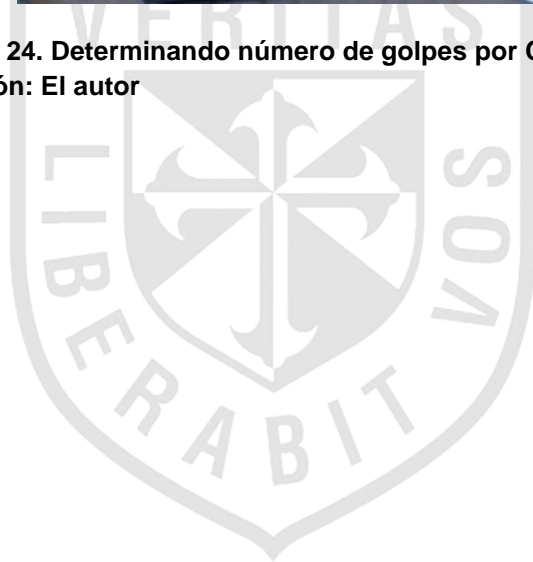 VERITAS
24. Determinando número de golpes por
ón: El autor
LIBERABIT VOS